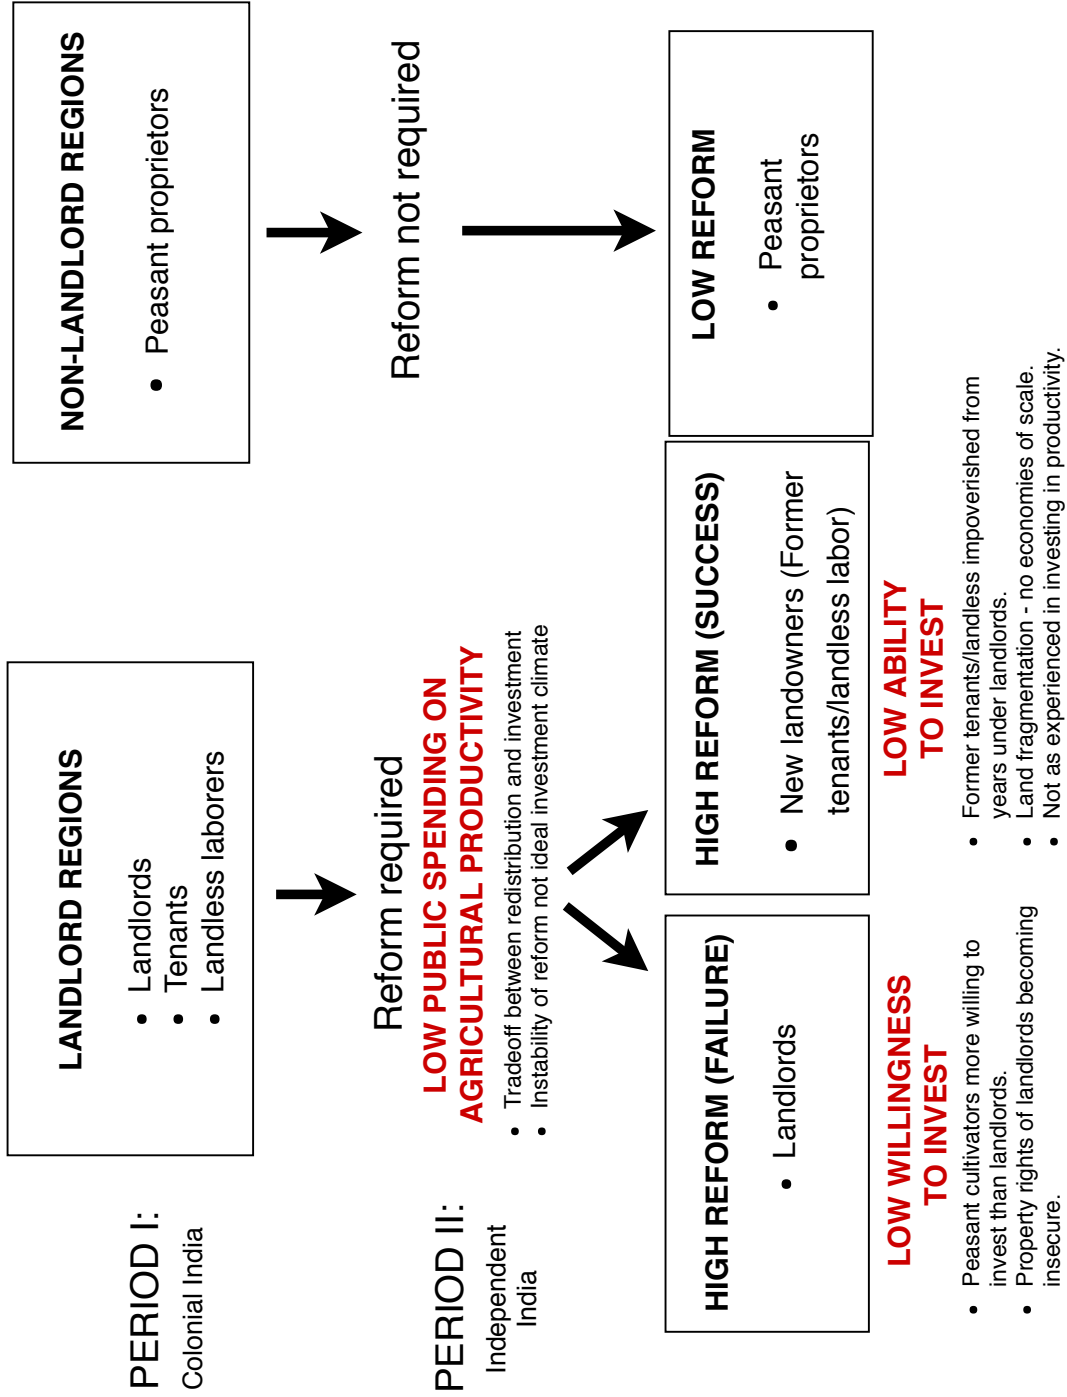 PERIOD I:
Colonial India
LANDLORD REGIONS
• Landlords
• Tenants
• Landless laborers
NON-LANDLORD REGIONS
• Peasant proprietors
PERIOD II:
Independent
India
Reform required
LOW PUBLIC SPENDING ON
AGRICULTURAL PRODUCTIVITY
• Tradeoff between redistribution and investment
• Instability of reform not ideal investment climate
Reform not required
HIGH REFORM (FAILURE)
• Landlords
LOW WILLINGNESS
TO INVEST
• Peasant cultivators more willing to
invest than landlords.
• Property rights of landlords becoming
insecure.
HIGH REFORM (SUCCESS)
• New landowners (Former
tenants/landless labor)
LOW ABILITY
TO INVEST
• Former tenants/landless impoverished from
years under landlords.
• Land fragmentation - no economies of scale.
• Not as experienced in investing in productivity.
LOW REFORM
• Peasant
proprietors